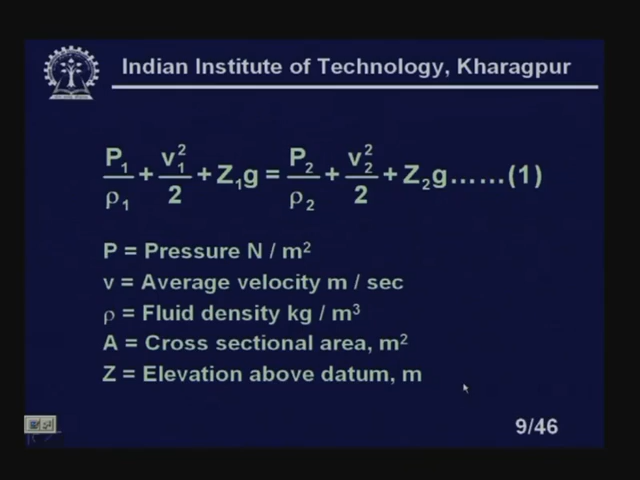 Indian Institute of Technology, Kharagpur
P₁/ρ₁ + v₁²/2 + Z₁g = P₂/ρ₂ + v₂²/2 + Z₂g……(1)
P = Pressure N / m²
v = Average velocity m / sec
ρ = Fluid density kg / m³
A = Cross sectional area, m²
Z = Elevation above datum, m
9/46